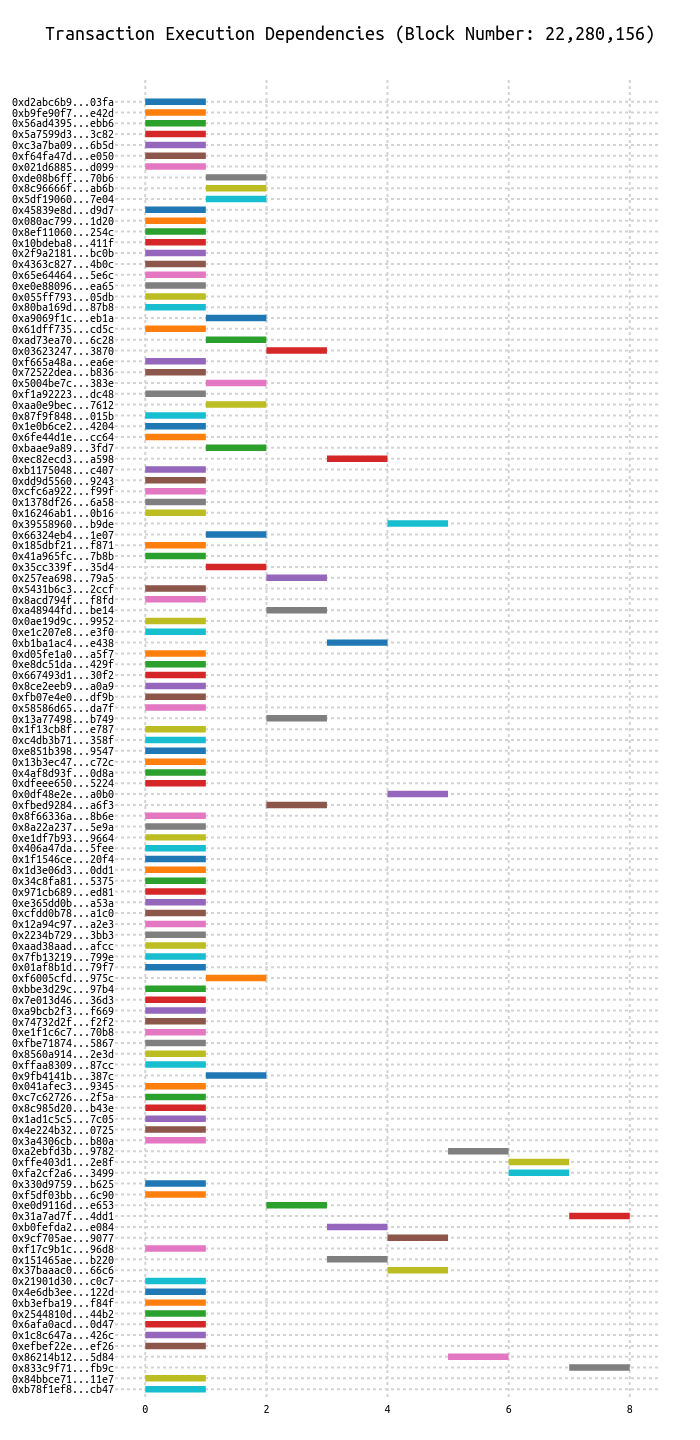 Transaction Execution Dependencies (Block Number: 22,280,156)
0xd2abc6b9...03fa
0xb9fe90f7...e42d
0x56ad4395...ebb6
0x5a7599d3...3c82
0xc3a7ba09...6b5d
0xf64fa47d...e050
0x021d6885...d099
0xde08b6ff...70b6
0x8c96666f...ab6b
0x5df19060...7e04
0x45839e8d...d9d7
0x080ac799...1d20
0x8ef11060...254c
0x10bdeba8...411f
0x2f9a2181...bc0b
0x4363c827...4b0c
0x65e64464...5e6c
0xe0e88096...ea65
0x055ff793...05db
0x80ba169d...87b8
0xa9069f1c...eb1a
0x61dff735...cd5c
0xad73ea70...6c28
0x03623247...3870
0xf665a48a...ea6e
0x72522dea...b836
0x5004be7c...383e
0xf1a92223...dc48
0xaa0e9bec...7612
0x87f9f848...015b
0x1e0b6ce2...4204
0x6fe44d1e...cc64
0xbaae9a89...3fd7
0xec82ecd3...a598
0xb1175048...c407
0xdd9d5560...9243
0xcfc6a922...f99f
0x1378df26...6a58
0x16246ab1...0b16
0x39558960...b9de
0x66324eb4...1e07
0x185dbf21...f871
0x41a965fc...7b8b
0x35cc339f...35d4
0x257ea698...79a5
0x5431b6c3...2ccf
0x8acd794f...f8fd
0xa48944fd...be14
0x0ae19d9c...9952
0xe1c207e8...e3f0
0xb1ba1ac4...e438
0xd05fe1a0...a5f7
0xe8dc51da...429f
0x667493d1...30f2
0x8ce2eeb9...a0a9
0xfb07e4e0...df9b
0x58586d65...da7f
0x13a77498...b749
0x1f13cb8f...e787
0xc4db3b71...358f
0xe851b398...9547
0x13b3ec47...c72c
0x4af8d93f...0d8a
0xdfeee650...5224
0x0df48e2e...a0b0
0xfbed9284...a6f3
0x8f66336a...8b6e
0x8a22a237...5e9a
0xe1df7b93...9664
0x406a47da...5fee
0x1f1546ce...20f4
0x1d3e06d3...0dd1
0x34c8fa81...5375
0x971cb689...ed81
0xe365dd0b...a53a
0xcfdd0b78...a1c0
0x12a94c97...a2e3
0x2234b729...3bb3
0xaad38aad...afcc
0x7fb13219...799e
0x01af8b1d...79f7
0xf6005cfd...975c
0xbbe3d29c...97b4
0x7e013d46...36d3
0xa9bcb2f3...f669
0x74732d2f...f2f2
0xe1f1c6c7...70b8
0xfbe71874...5867
0x8560a914...2e3d
0xffaa8309...87cc
0x9fb4141b...387c
0x041afec3...9345
0xc7c62726...2f5a
0x8c985d20...b43e
0x1ad1c5c5...7c05
0x4e224b32...0725
0x3a4306cb...b80a
0xa2ebfd3b...9782
0xffe403d1...2e8f
0xfa2cf2a6...3499
0x330d9759...b625
0xf5df03bb...6c90
0xe0d9116d...e653
0x31a7ad7f...4dd1
0xb0fefda2...e084
0x9cf705ae...9077
0xf17c9b1c...96d8
0x151465ae...b220
0x37baaac0...66c6
0x21901d30...c0c7
0x4e6db3ee...122d
0xb3efba19...f84f
0x2544810d...44b2
0x6afa0acd...0d47
0x1c8c647a...426c
0xefbef22e...ef26
0x86214b12...5d84
0x833c9f71...fb9c
0x84bbce71...11e7
0xb78f1ef8...cb47
0 2 4 6 8